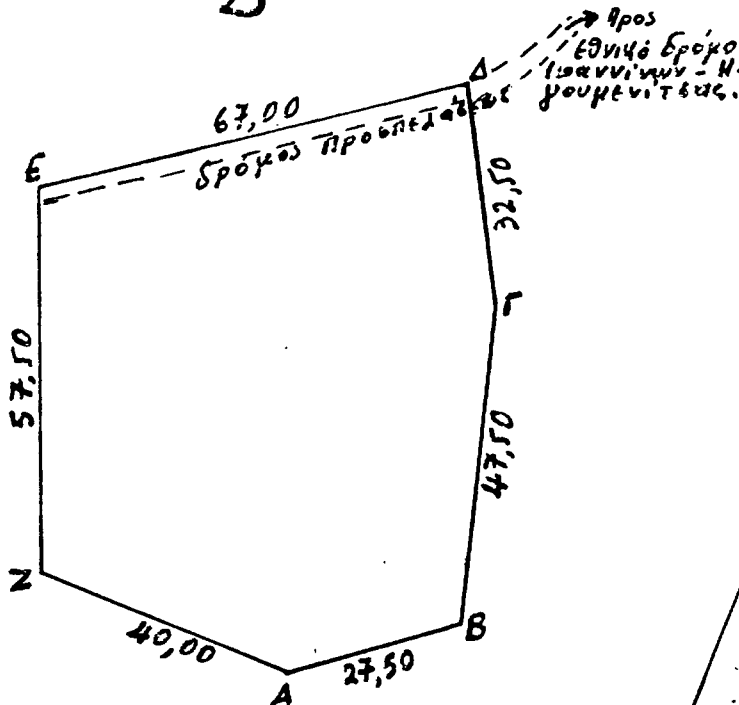 Δ
Προς
Εθνικό δρόμο
Ιωαννίνων - Η-
γουμενίτσας.
67,00
δρόμος προσπελάσεως
Ε
32,50
Γ
57,50
47,50
Ζ
Β
40,00
27,50
Α